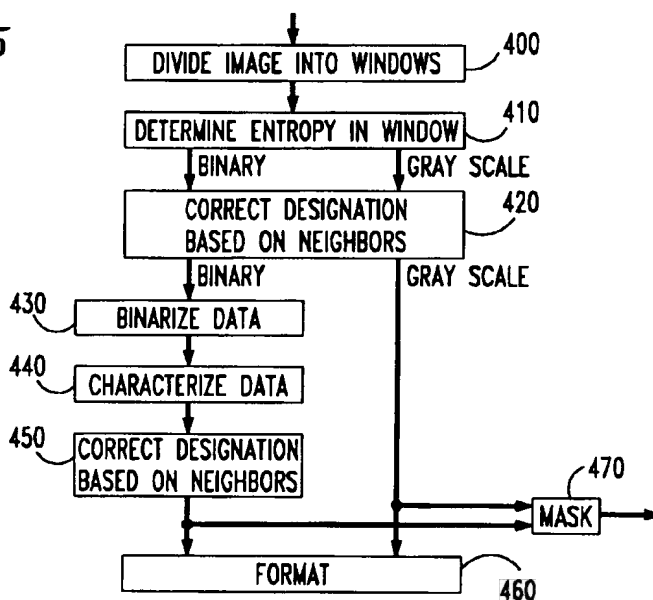 400
DIVIDE IMAGE INTO WINDOWS
410
DETERMINE ENTROPY IN WINDOW
BINARY
GRAY SCALE
420
CORRECT DESIGNATION
BASED ON NEIGHBORS
BINARY
GRAY SCALE
430
BINARIZE DATA
440
CHARACTERIZE DATA
450
CORRECT DESIGNATION
BASED ON NEIGHBORS
470
MASK
FORMAT
460